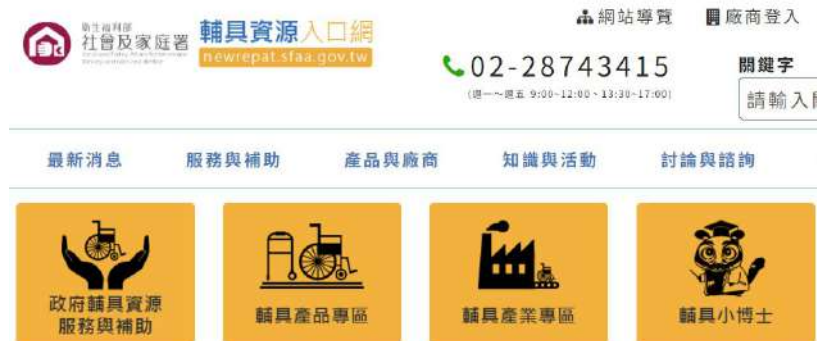 衛生福利部
社會及家庭署
輔具資源入口網
newrepat.sfaa.gov.tw
網站導覽
廠商登入
02-28743415
(週一～週五 9:00~12:00、13:30~17:00)
關鍵字
請輸入關
最新消息
服務與補助
產品與廠商
知識與活動
討論與諮詢
政府輔具資源
服務與補助
輔具產品專區
輔具產業專區
輔具小博士